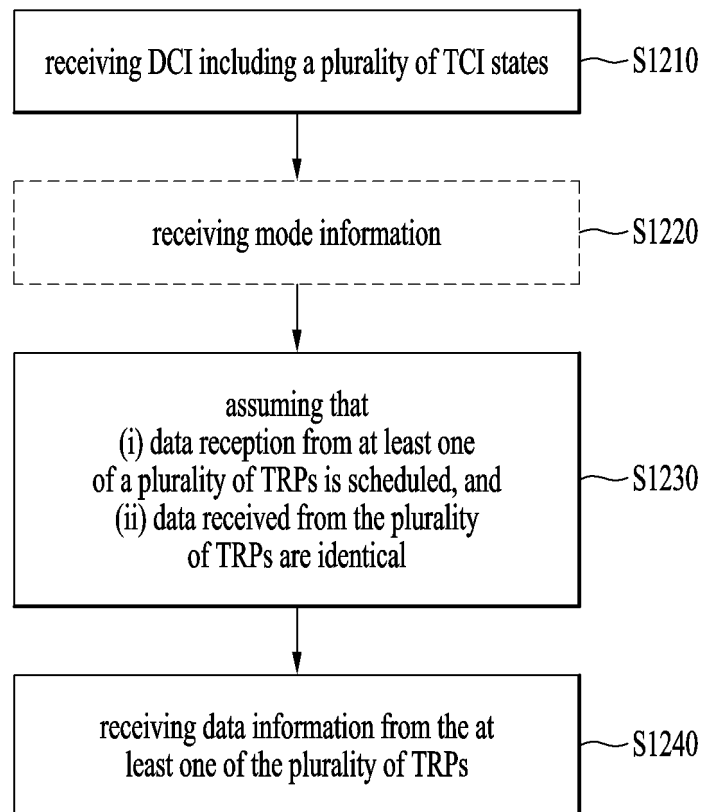 receiving DCI including a plurality of TCI states
S1210
receiving mode information
S1220
assuming that
(i) data reception from at least one
of a plurality of TRPs is scheduled, and
(ii) data received from the plurality
of TRPs are identical
S1230
receiving data information from the at
least one of the plurality of TRPs
S1240